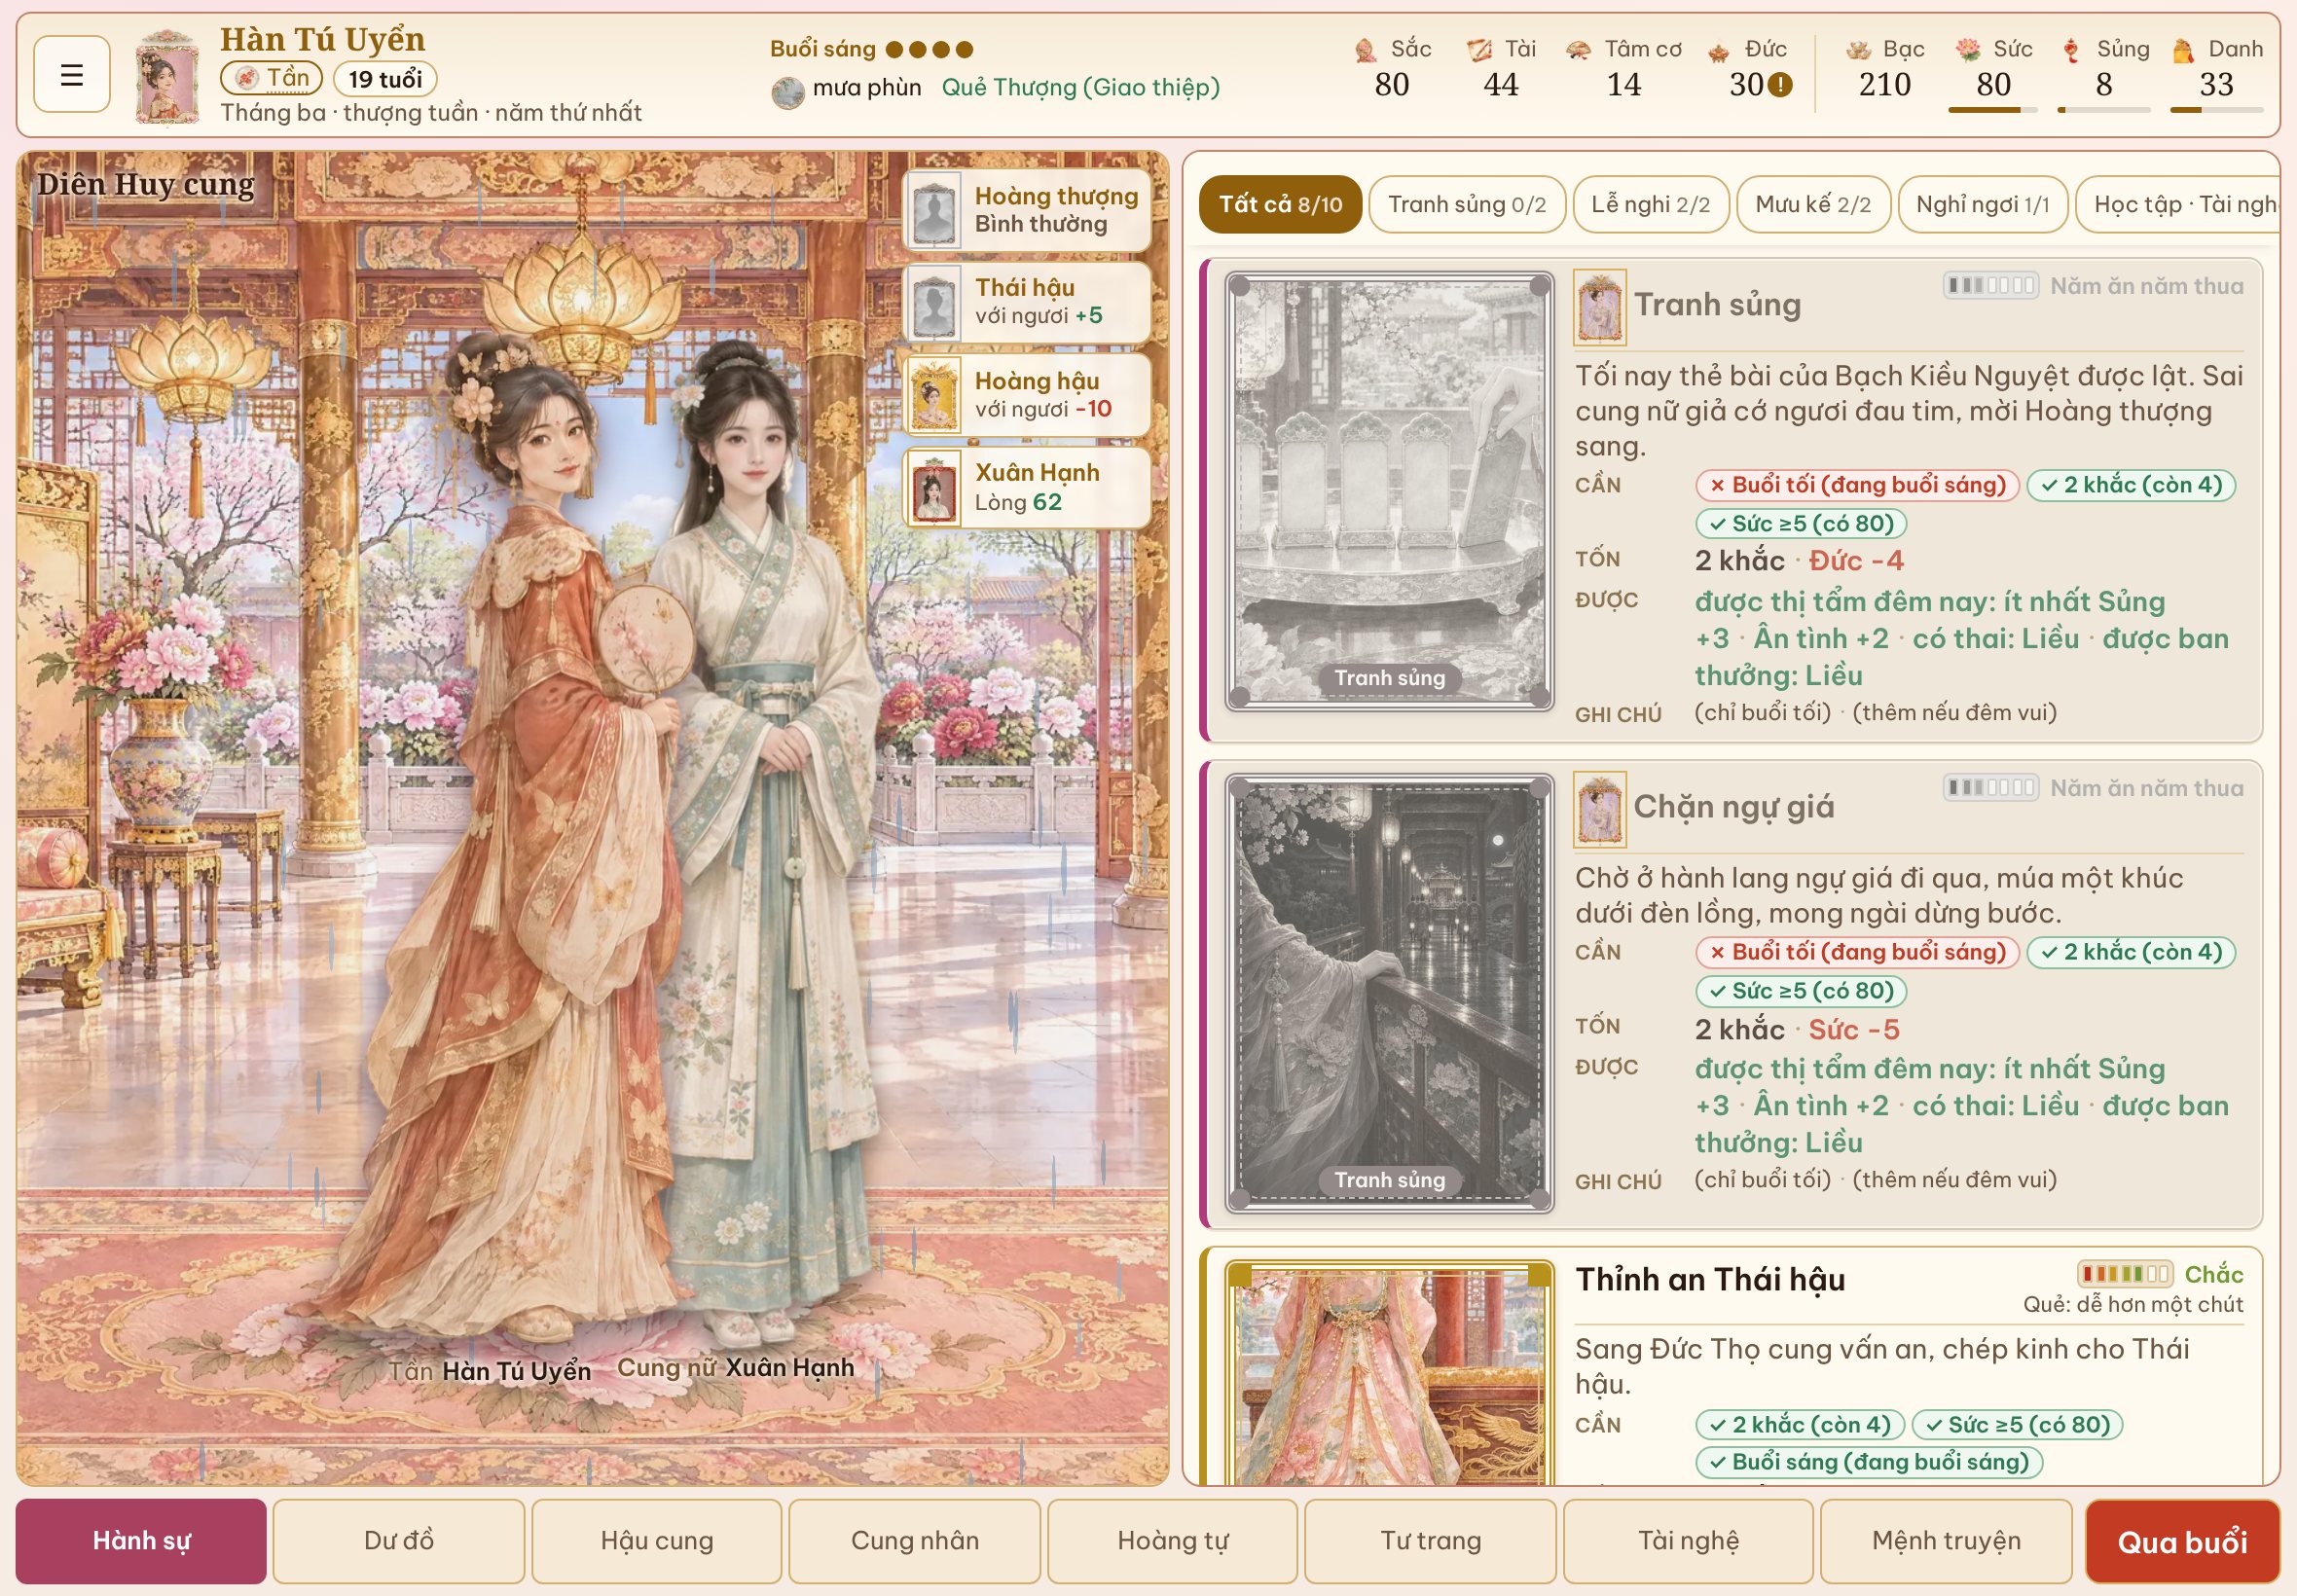 ☰
Hàn Tú Uyển
Tần
19 tuổi
Tháng ba · thượng tuần · năm thứ nhất
Buổi sáng
mưa phùn Quẻ Thượng (Giao thiệp)
Sắc Tài Tâm cơ Đức Bạc Sức Sủng Danh
80 44 14 30 ! 210 80 8 33
Diên Huy cung
Hoàng thượng
Bình thường
Thái hậu
với ngươi +5
Hoàng hậu
với ngươi -10
Xuân Hạnh
Lòng 62
Tần Hàn Tú Uyển
Cung nữ Xuân Hạnh
Tất cả 8/10
Tranh sủng 0/2
Lễ nghi 2/2
Mưu kế 2/2
Nghỉ ngơi 1/1
Học tập · Tài
Tranh sủng
Tranh sủng
Năm ăn năm thua
Tối nay thẻ bài của Bạch Kiều Nguyệt được lật. Sai
cung nữ giả cớ ngươi đau tim, mời Hoàng thượng
sang.
CẦN × Buổi tối (đang buổi sáng) ✓ 2 khắc (còn 4)
✓ Sức ≥5 (có 80)
TỐN 2 khắc · Đức -4
ĐƯỢC được thị tẩm đêm nay: ít nhất Sủng
+3 · Ân tình +2 · có thai: Liều · được ban
thưởng: Liều
GHI CHÚ (chỉ buổi tối) · (thêm nếu đêm vui)
Tranh sủng
Chặn ngự giá
Năm ăn năm thua
Chờ ở hành lang ngự giá đi qua, múa một khúc
dưới đèn lồng, mong ngài dừng bước.
CẦN × Buổi tối (đang buổi sáng) ✓ 2 khắc (còn 4)
✓ Sức ≥5 (có 80)
TỐN 2 khắc · Sức -5
ĐƯỢC được thị tẩm đêm nay: ít nhất Sủng
+3 · Ân tình +2 · có thai: Liều · được ban
thưởng: Liều
GHI CHÚ (chỉ buổi tối) · (thêm nếu đêm vui)
Thỉnh an Thái hậu
Chắc
Quẻ: dễ hơn một chút
Sang Đức Thọ cung vấn an, chép kinh cho Thái
hậu.
CẦN ✓ 2 khắc (còn 4) ✓ Sức ≥5 (có 80)
✓ Buổi sáng (đang buổi sáng)
Hành sự
Dư đồ
Hậu cung
Cung nhân
Hoàng tự
Tư trang
Tài nghệ
Mệnh truyện
Qua buổi